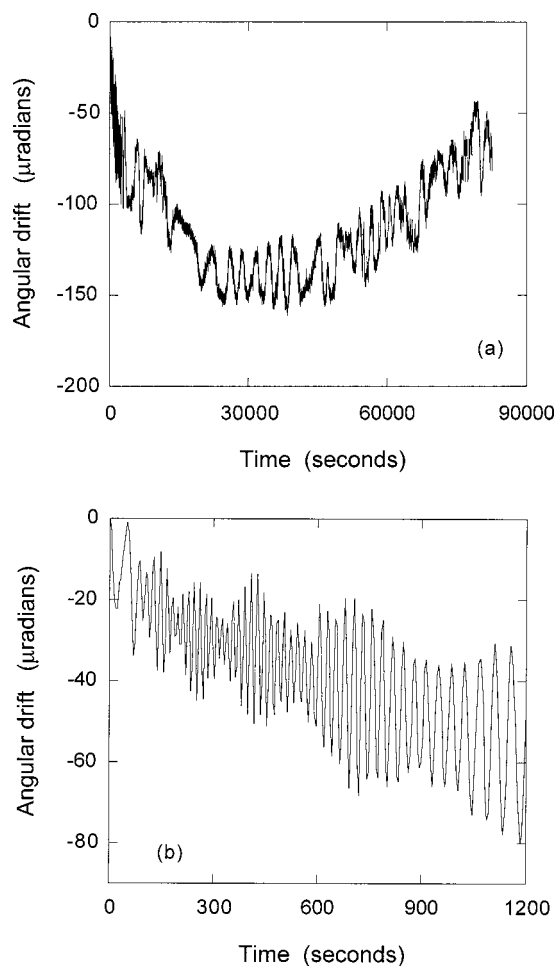 0
-50
-100
-150
-200
Angular drift (μradians)
(a)
0 30000 60000 90000
Time (seconds)
0
-20
-40
-60
-80
Angular drift (μradians)
(b)
0 300 600 900 1200
Time (seconds)